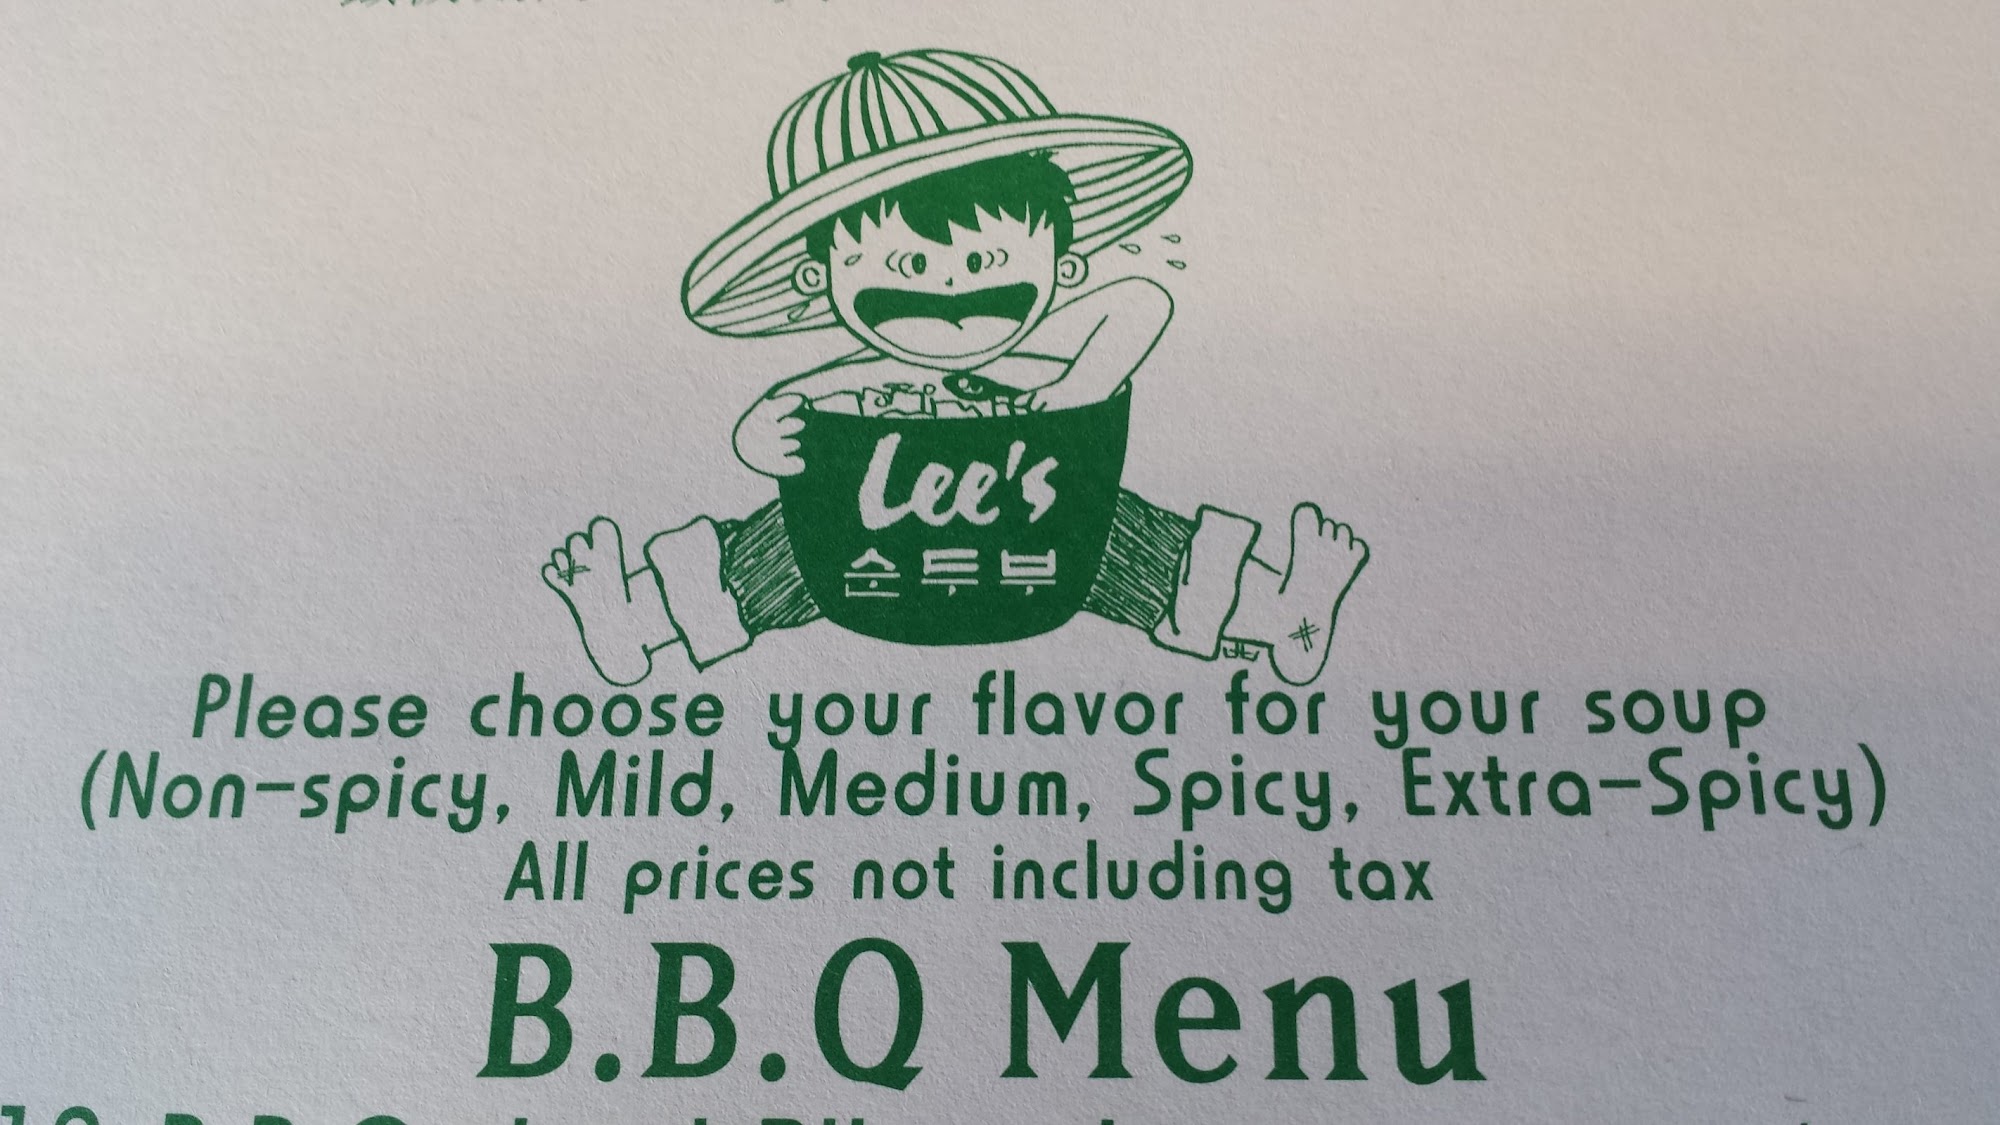 Lee's
순두부
Please choose your flavor for your soup
(Non-spicy, Mild, Medium, Spicy, Extra-Spicy)
All prices not including tax
B.B.Q Menu